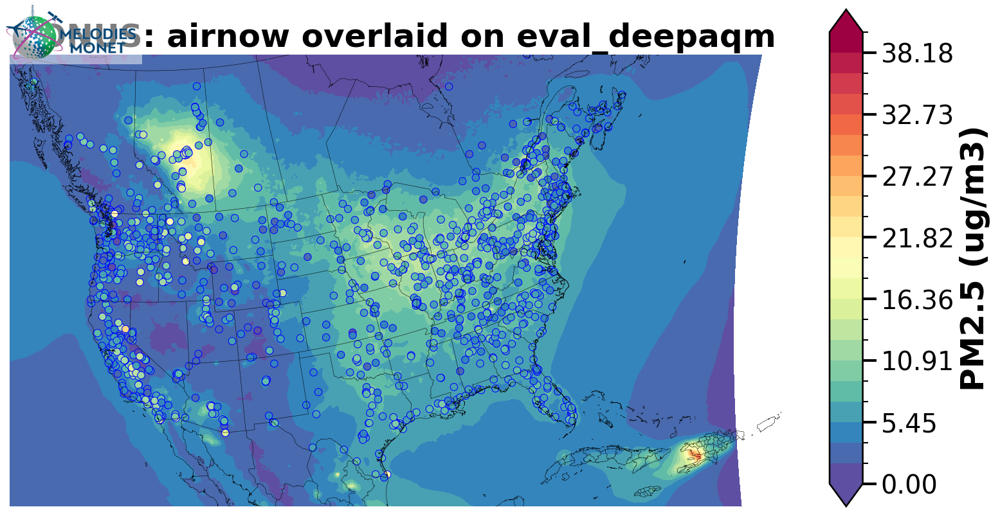 MELODIES
MONET
ONUS: airnow overlaid on eval_deepaqm
38.18
32.73
27.27
21.82
16.36
10.91
5.45
0.00
PM2.5 (ug/m3)